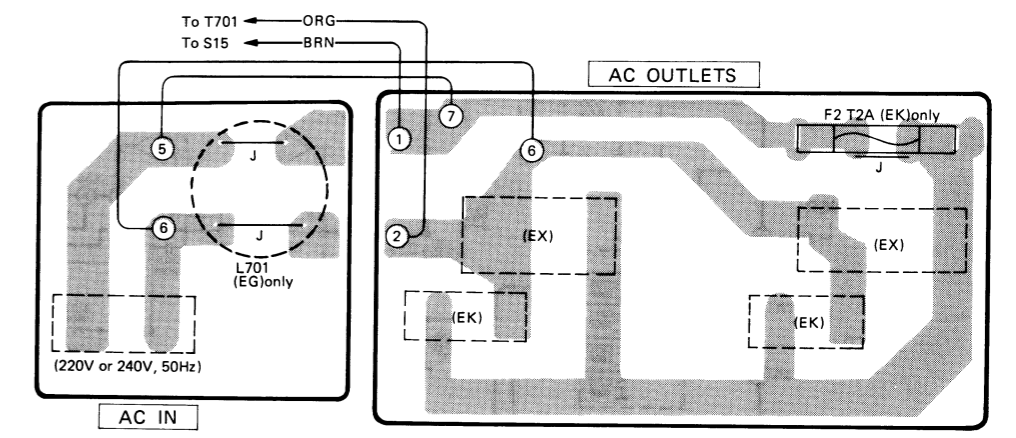 To T701 ORG
To S15 BRN
AC OUTLETS
F2 T2A (EK)only
J
7
1
6
5
J
6
J
2
(EX)
(EX)
L701
(EG)only
(EK)
(EK)
(220V or 240V, 50Hz)
AC IN